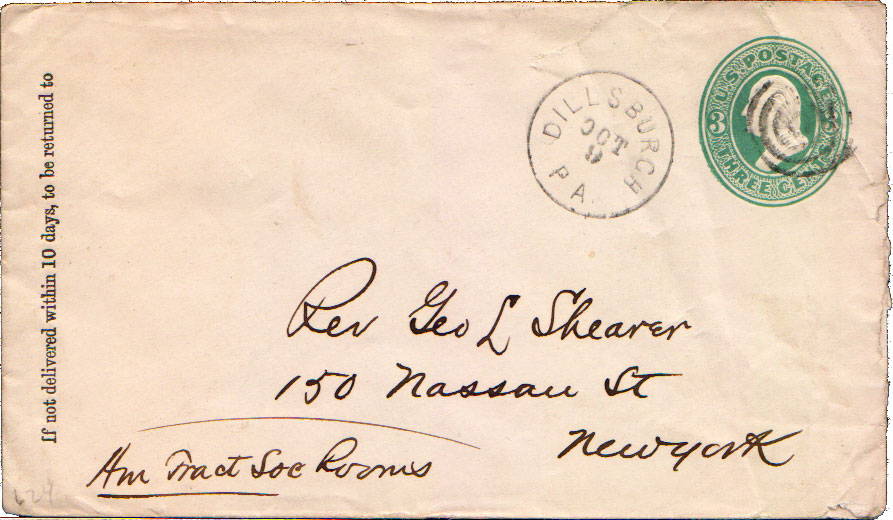 If not delivered within 10 days, to be returned to
DILLSBURGH
OCT
9
PA.
U.S. POSTAGE
3
THREE CENTS
Rev Geo L Shearer
150 Nassau St
New york
Am Tract Soc Rooms